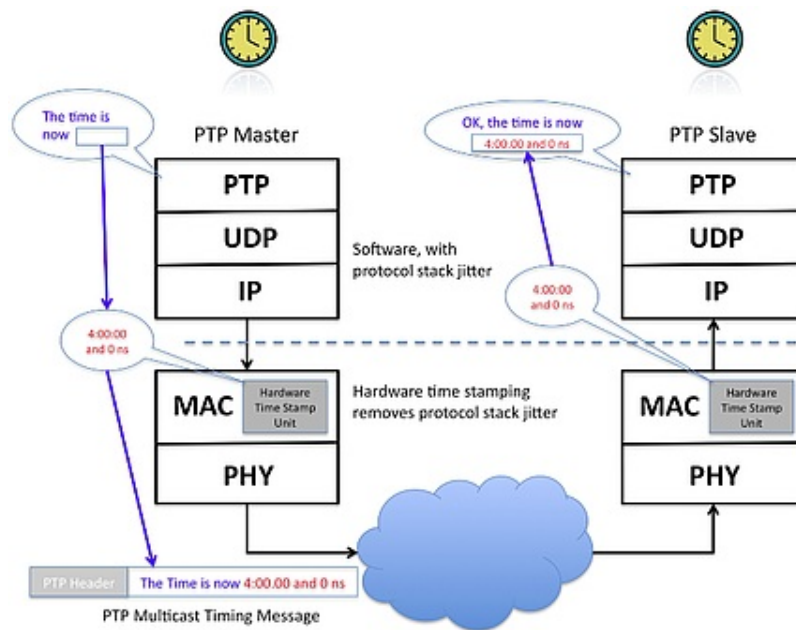 The time is
now
PTP Master
PTP
UDP
IP
4:00:00
and 0 ns
MAC
Hardware
Time Stamp
Unit
PHY
PTP Header
The Time is now 4:00.00 and 0 ns
PTP Multicast Timing Message
Software, with
protocol stack jitter
Hardware time stamping
removes protocol stack jitter
OK, the time is now
4:00.00 and 0 ns
PTP Slave
PTP
UDP
IP
4:00:00
and 0 ns
MAC
Hardware
Time Stamp
Unit
PHY